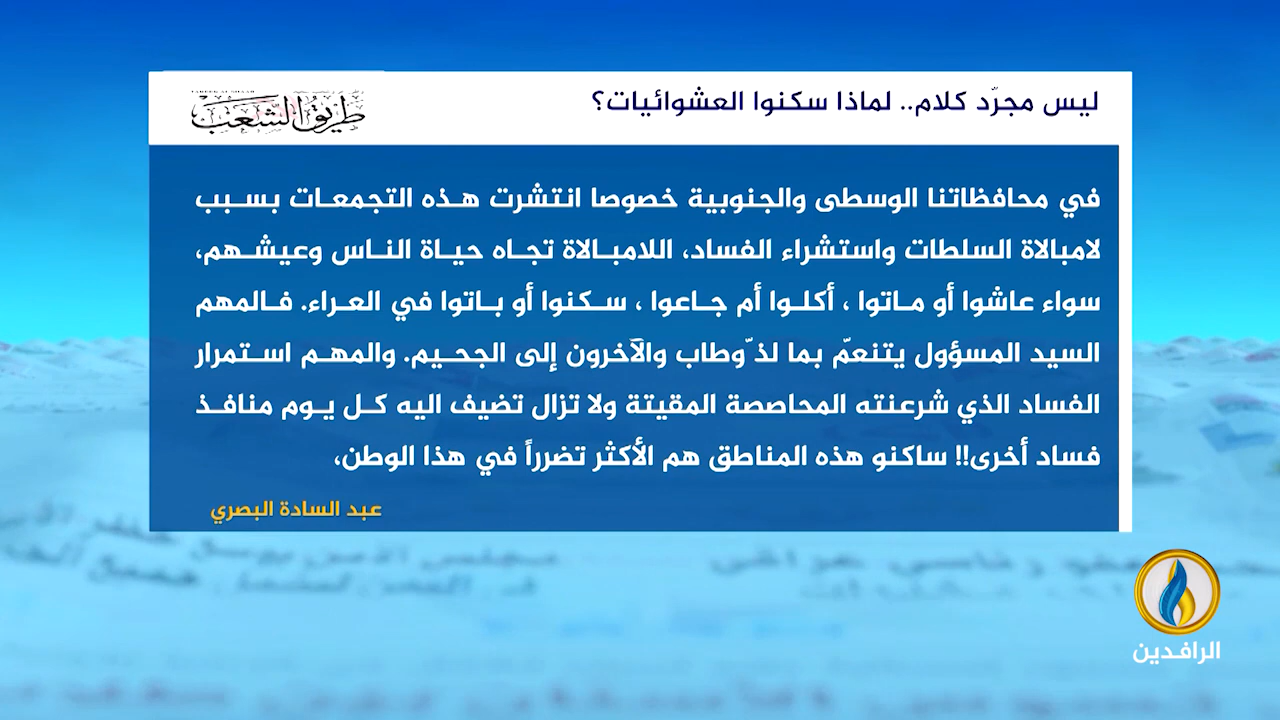 ليس مجرّد كلام.. لماذا سكنوا العشوائيات؟
طريق الشعب
في محافظاتنا الوسطى والجنوبية خصوصا انتشرت هذه التجمعات بسبب
لامبالاة السلطات واستشراء الفساد، اللامبالاة تجاه حياة الناس وعيشهم،
سواء عاشوا أو ماتوا ، أكلوا أم جاعوا ، سكنوا أو باتوا في العراء. فالمهم
السيد المسؤول يتنعمّ بما لذ ّوطاب والآخرون إلى الجحيم. والمهم استمرار
الفساد الذي شرعنته المحاصصة المقيتة ولا تزال تضيف اليه كل يوم منافذ
فساد أخرى!! ساكنو هذه المناطق هم الأكثر تضرراً في هذا الوطن،
عبد السادة البصري
الرافدين